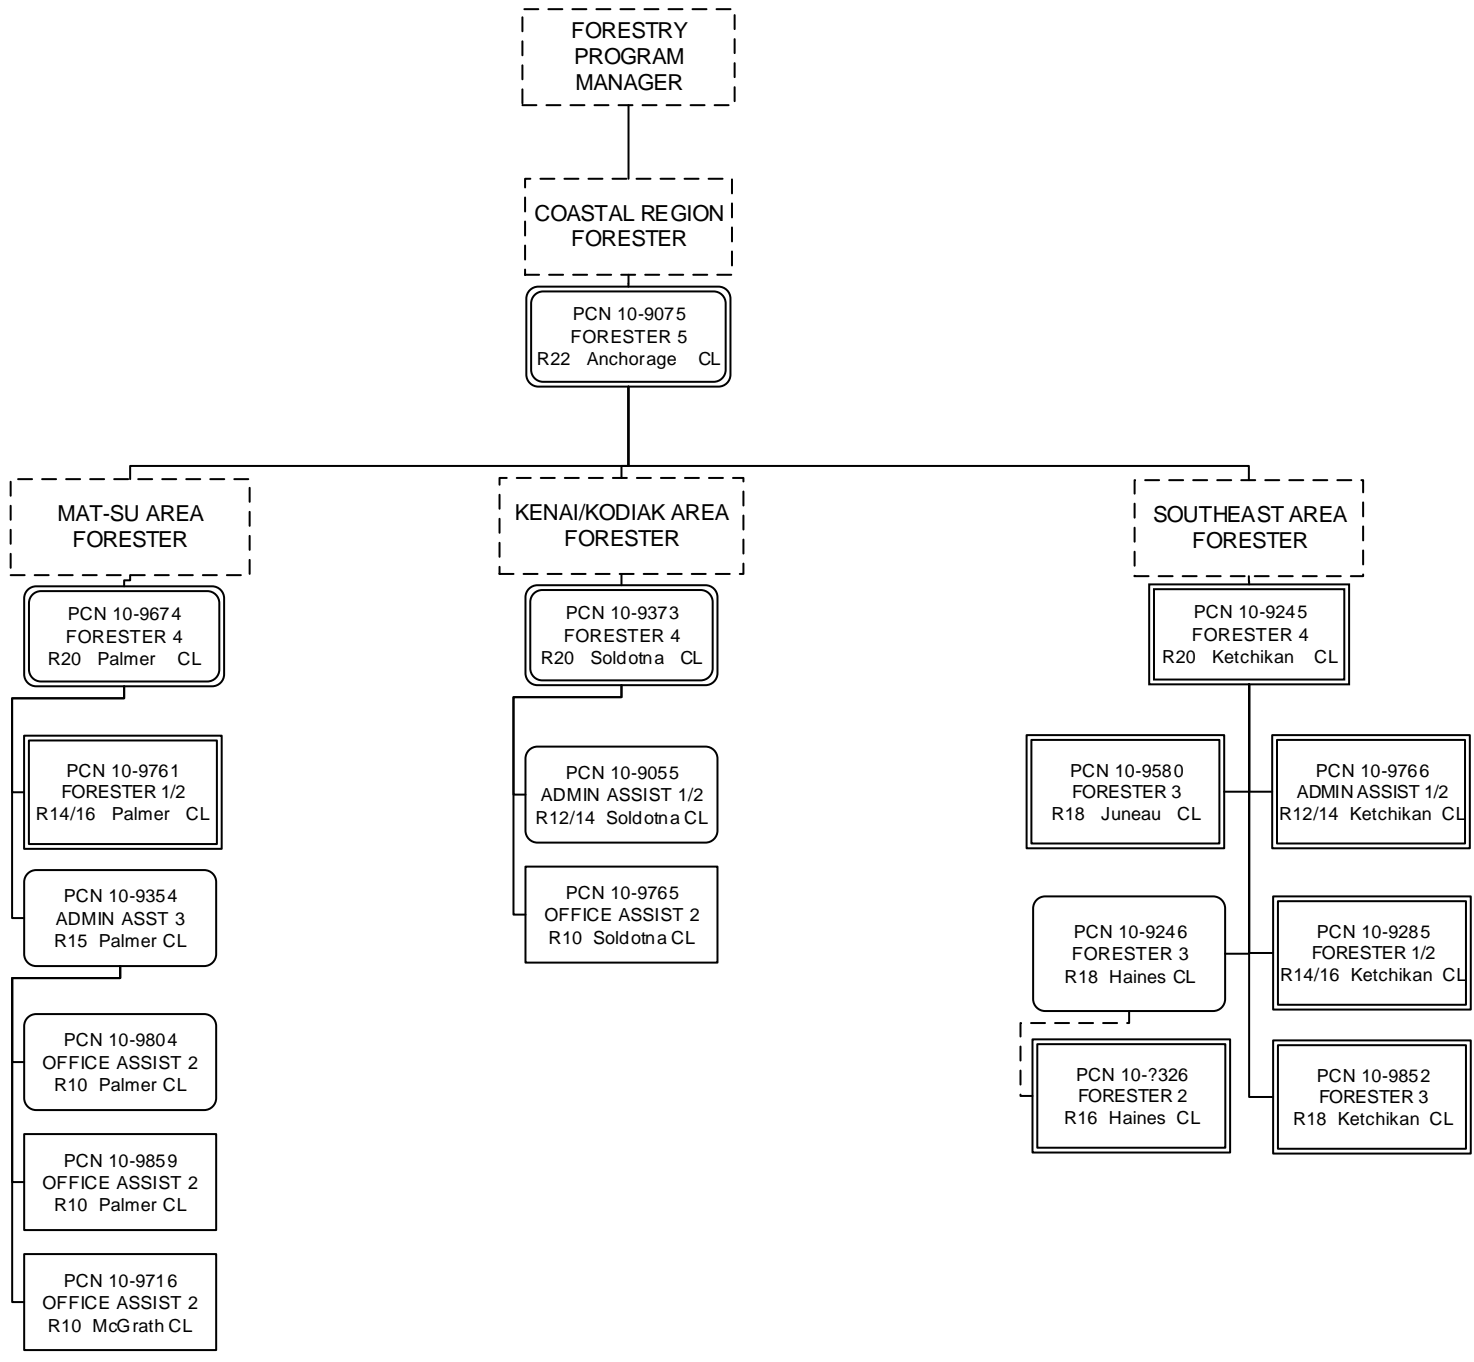 FORESTRY
PROGRAM
MANAGER
COASTAL REGION
FORESTER
PCN 10-9075
FORESTER 5
R22 Anchorage CL
MAT-SU AREA
FORESTER
PCN 10-9674
FORESTER 4
R20 Palmer CL
PCN 10-9761
FORESTER 1/2
R14/16 Palmer CL
PCN 10-9354
ADMIN ASST 3
R15 Palmer CL
PCN 10-9804
OFFICE ASSIST 2
R10 Palmer CL
PCN 10-9859
OFFICE ASSIST 2
R10 Palmer CL
PCN 10-9716
OFFICE ASSIST 2
R10 McGrath CL
KENAI/KODIAK AREA
FORESTER
PCN 10-9373
FORESTER 4
R20 Soldotna CL
PCN 10-9055
ADMIN ASSIST 1/2
R12/14 Soldotna CL
PCN 10-9765
OFFICE ASSIST 2
R10 Soldotna CL
SOUTHEAST AREA
FORESTER
PCN 10-9245
FORESTER 4
R20 Ketchikan CL
PCN 10-9580
FORESTER 3
R18 Juneau CL
PCN 10-9766
ADMIN ASSIST 1/2
R12/14 Ketchikan CL
PCN 10-9246
FORESTER 3
R18 Haines CL
PCN 10-9285
FORESTER 1/2
R14/16 Ketchikan CL
PCN 10-?326
FORESTER 2
R16 Haines CL
PCN 10-9852
FORESTER 3
R18 Ketchikan CL